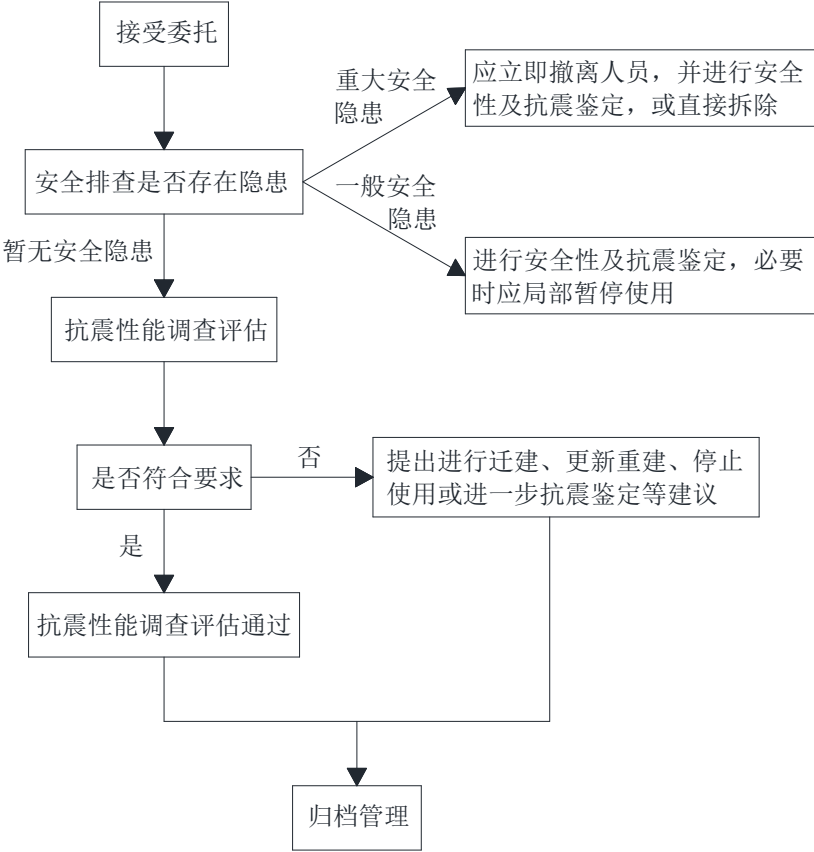 接受委托
重大安全
隐患
应立即撤离人员，并进行安全
性及抗震鉴定，或直接拆除
安全排查是否存在隐患
一般安全
隐患
暂无安全隐患
进行安全性及抗震鉴定，必要
时应局部暂停使用
抗震性能调查评估
是否符合要求
否
提出进行迁建、更新重建、停止
使用或进一步抗震鉴定等建议
是
抗震性能调查评估通过
归档管理